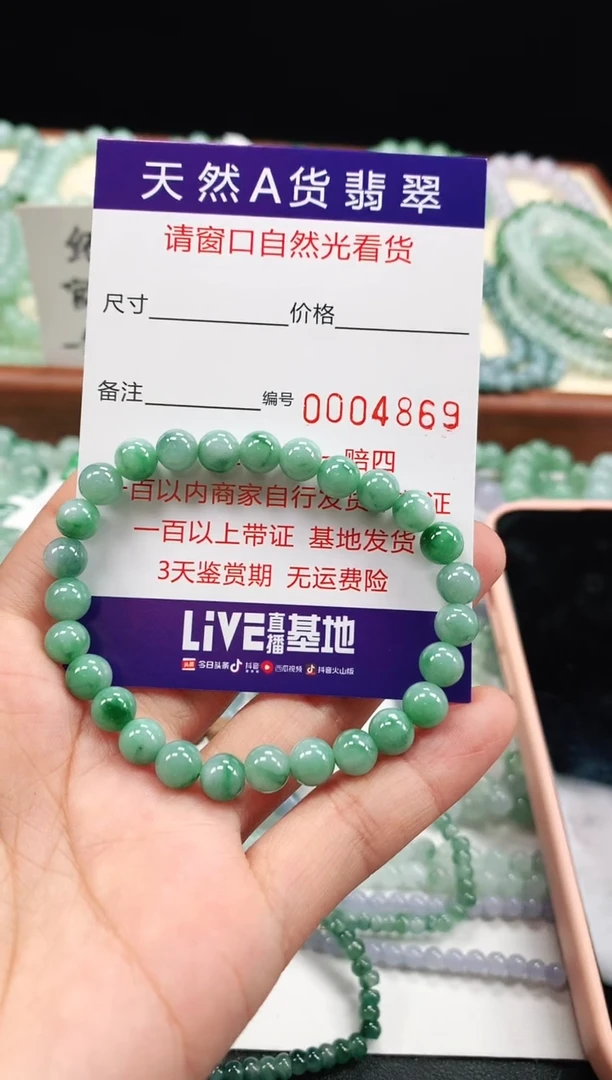 天然A货翡翠
请窗口自然光看货
尺寸 价格
备注 编号 0004869
一赔四
百以内商家自行发货 证
一百以上带证 基地发货
3天鉴赏期 无运费险
LiVE直播基地
头条 今日头条 抖音 西瓜视频 抖音火山版